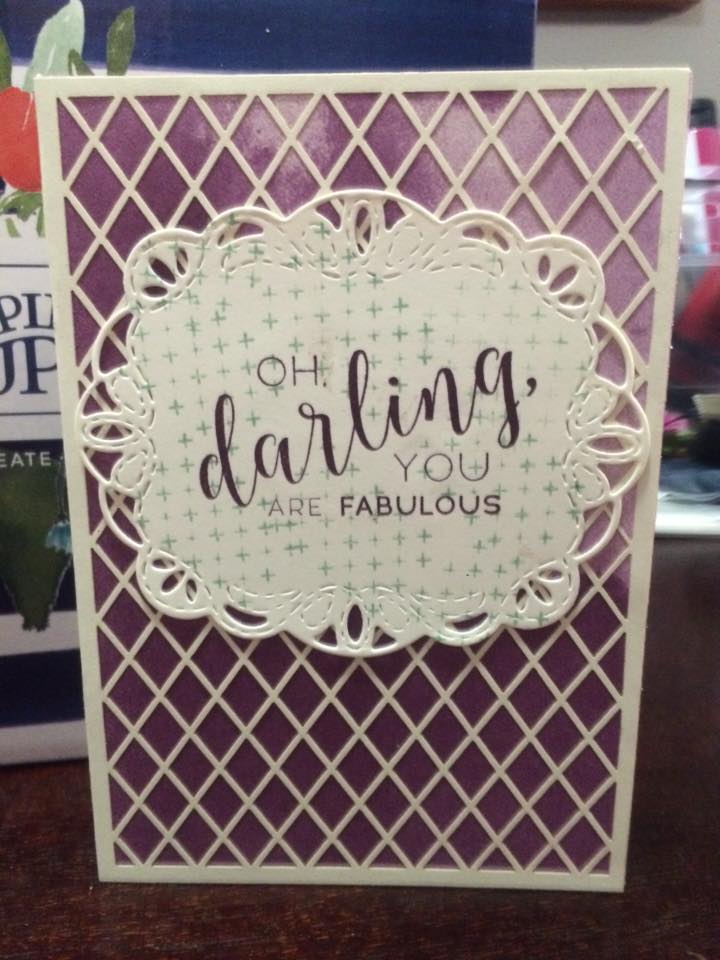 OH,
darling,
YOU
ARE FABULOUS